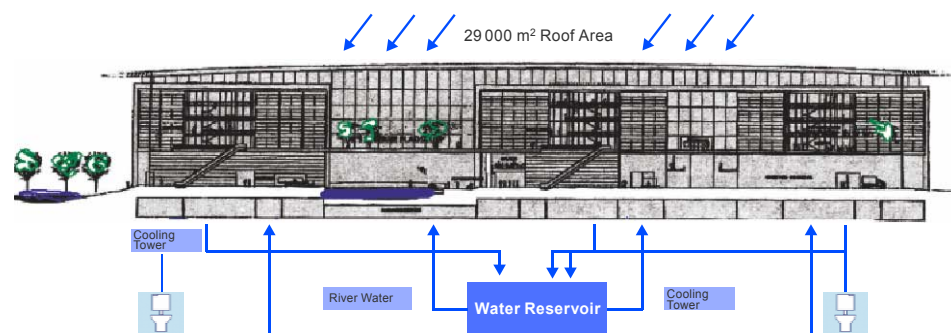 29 000 m² Roof Area
Cooling
Tower
River Water
Water Reservoir
Cooling
Tower